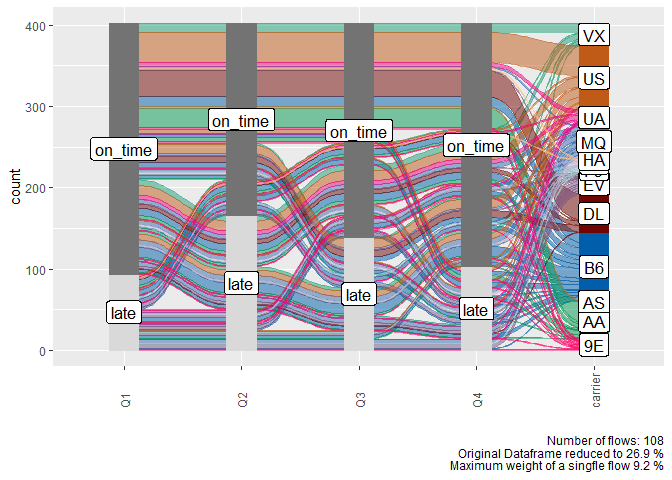 400
300
200
100
0
count
on_time
late
on_time
late
on_time
late
on_time
late
VX
US
UA
MQ
HA
EV
DL
B6
AS
AA
9E
Q1
Q2
Q3
Q4
carrier
Number of flows: 108
Original Dataframe reduced to 26.9 %
Maximum weight of a singfle flow 9.2 %